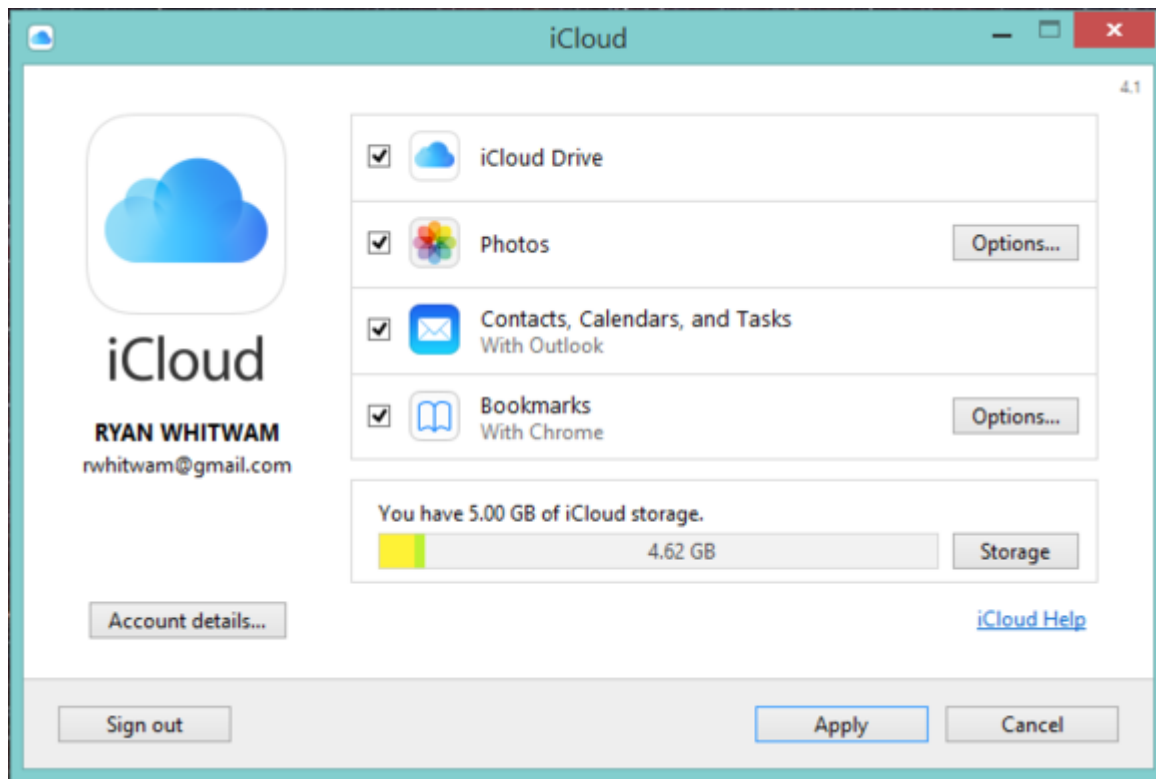 iCloud
4.1
iCloud
RYAN WHITWAM
rwhitwam@gmail.com
Account details...
iCloud Drive
Photos
Options...
Contacts, Calendars, and Tasks
With Outlook
Bookmarks
With Chrome
Options...
You have 5.00 GB of iCloud storage.
4.62 GB
Storage
iCloud Help
Sign out
Apply
Cancel